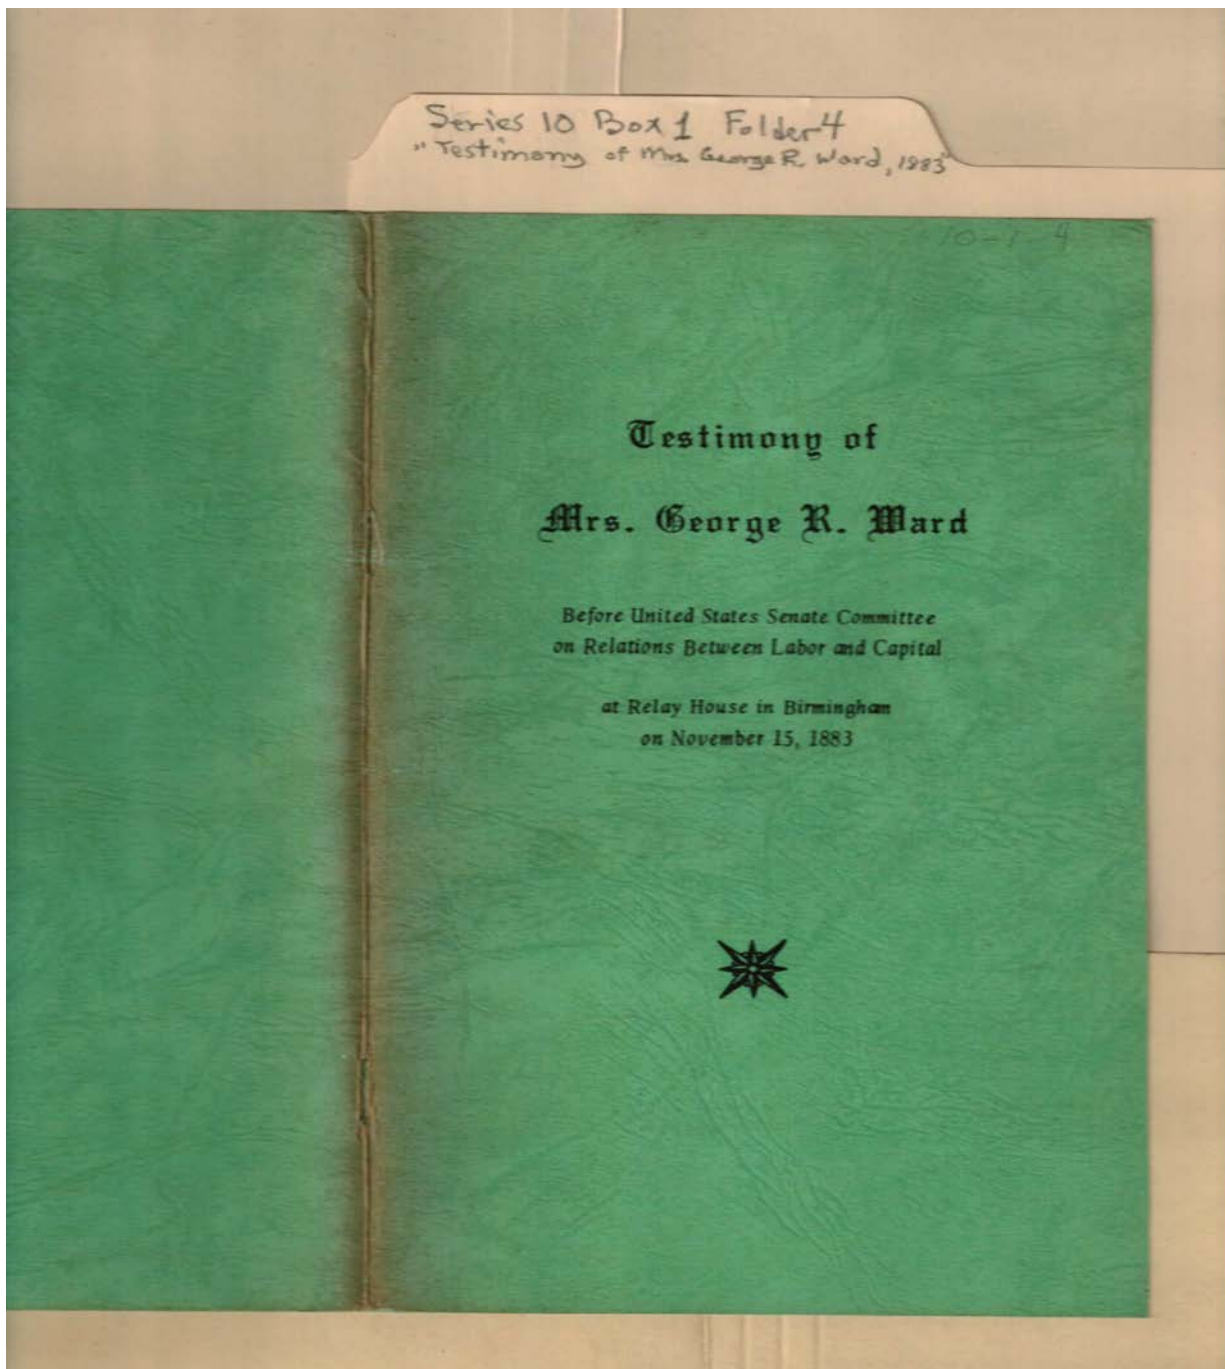 Series 10 Box 1 Folder 4
"Testimony of Mrs. George R. Ward, 1883"
10-1-4
Testimony of
Mrs. George R. Ward
Before United States Senate Committee
on Relations Between Labor and Capital
at Relay House in Birmingham
on November 15, 1883